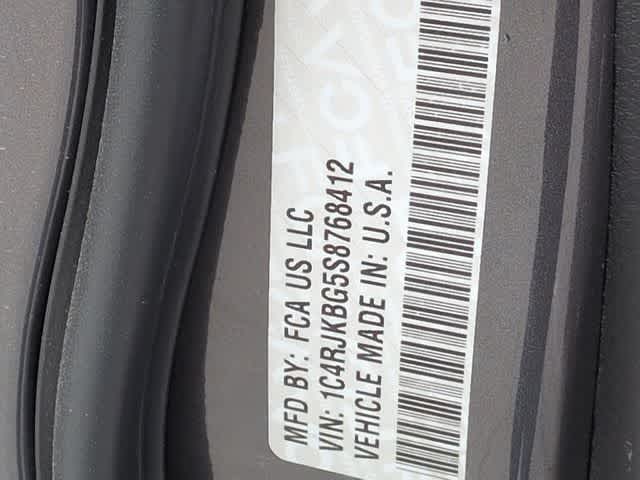 MFD BY: FCA US LLC
VIN: 1C4RJKBG5S8768412
VEHICLE MADE IN: U.S.A.